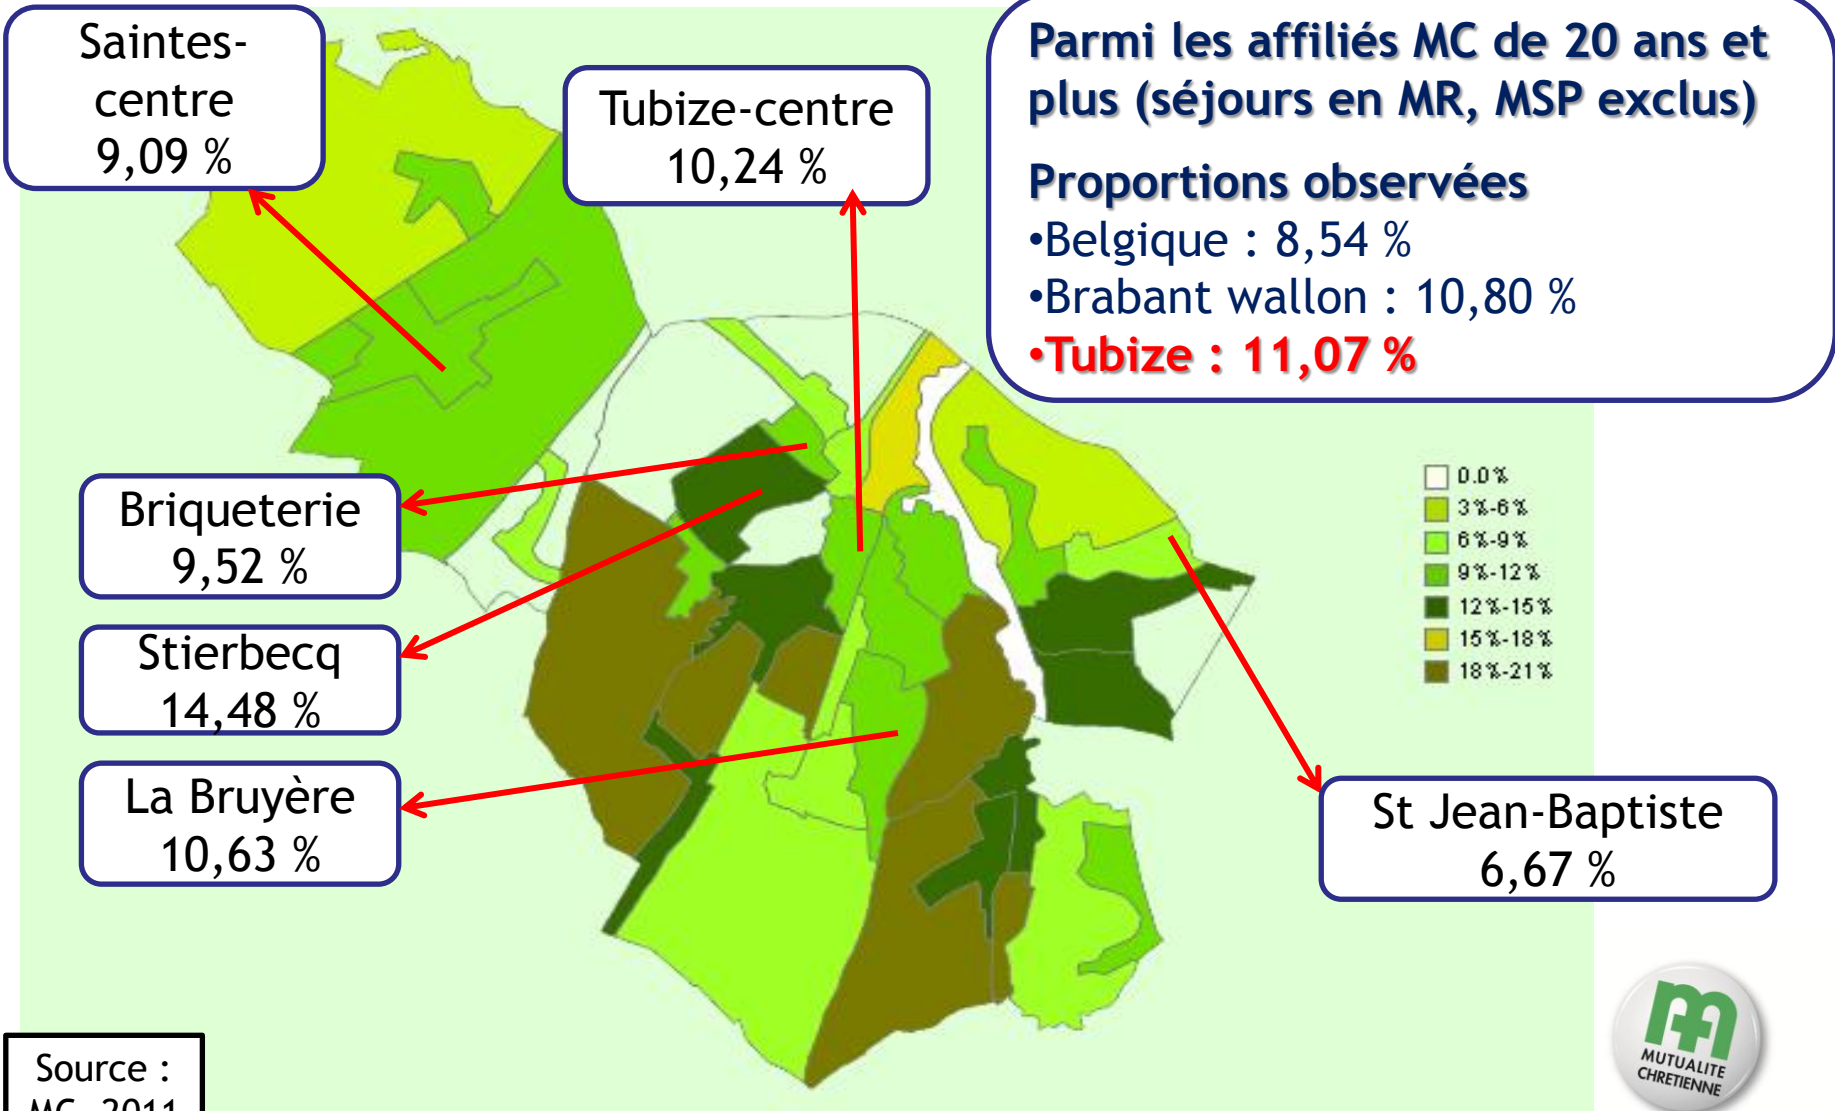 Saintes-
centre
9,09 %
Tubize-centre
10,24 %
Parmi les affiliés MC de 20 ans et
plus (séjours en MR, MSP exclus)
Proportions observées
•Belgique : 8,54 %
•Brabant wallon : 10,80 %
•Tubize : 11,07 %
Briqueterie
9,52 %
Stierbecq
14,48 %
La Bruyère
10,63 %
0.0%
3%-6%
6%-9%
9%-12%
12%-15%
15%-18%
18%-21%
St Jean-Baptiste
6,67 %
MUTUALITE
CHRETIENNE
Source :
MC, 2011